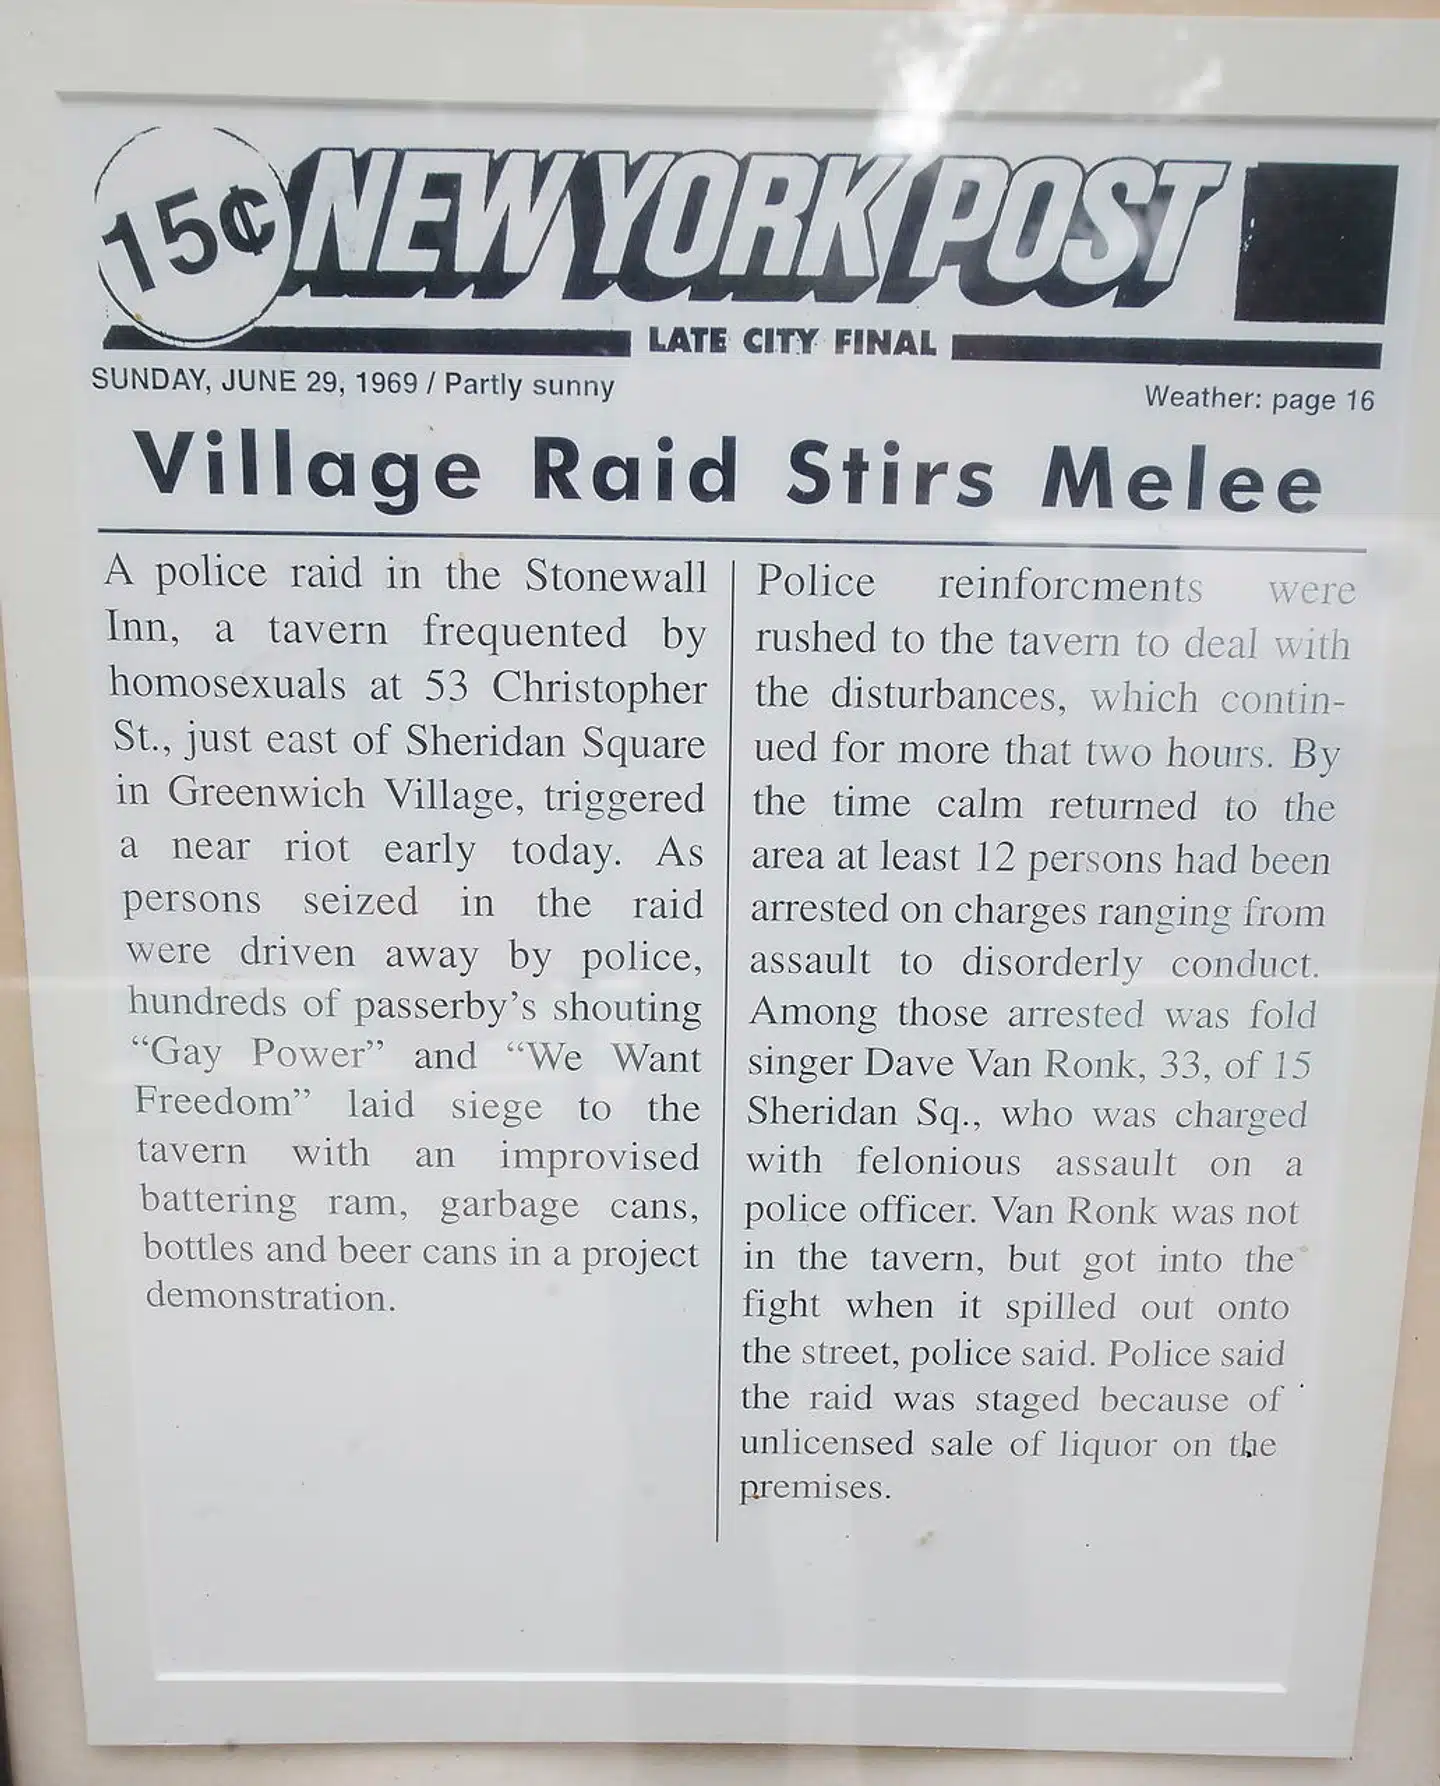 15¢ NEW YORK POST
LATE CITY FINAL
SUNDAY, JUNE 29, 1969 / Partly sunny
Weather: page 16
Village Raid Stirs Melee
A police raid in the Stonewall
Inn, a tavern frequented by
homosexuals at 53 Christopher
St., just east of Sheridan Square
in Greenwich Village, triggered
a near riot early today. As
persons seized in the raid
were driven away by police,
hundreds of passerby’s shouting
“Gay Power” and “We Want
Freedom” laid siege to the
tavern with an improvised
battering ram, garbage cans,
bottles and beer cans in a project
demonstration.
Police reinforcments were
rushed to the tavern to deal with
the disturbances, which contin-
ued for more that two hours. By
the time calm returned to the
area at least 12 persons had been
arrested on charges ranging from
assault to disorderly conduct.
Among those arrested was fold
singer Dave Van Ronk, 33, of 15
Sheridan Sq., who was charged
with felonious assault on a
police officer. Van Ronk was not
in the tavern, but got into the
fight when it spilled out onto
the street, police said. Police said
the raid was staged because of
unlicensed sale of liquor on the
premises.